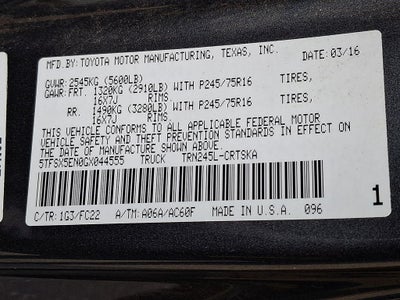 MFD.BY: TOYOTA MOTOR MANUFACTURING, TEXAS, INC.
DATE: 03/16
GVWR: 2545KG (5600LB)
GAWR: FRT. 1320KG (2910LB) WITH P245/75R16 TIRES,
16X7J RIMS
RR. 1490KG (3280LB) WITH P245/75R16 TIRES,
16X7J RIMS
THIS VEHICLE CONFORMS TO ALL APPLICABLE FEDERAL MOTOR
VEHICLE SAFETY AND THEFT PREVENTION STANDARDS IN EFFECT ON
THE DATE OF MANUFACTURE SHOWN ABOVE.
5TFSX5EN0GX044555 TRUCK TRN245L-CRTSKA
1
C/TR: 1G3/FC22 A/TM: A06A/AC60F MADE IN U.S.A. 096